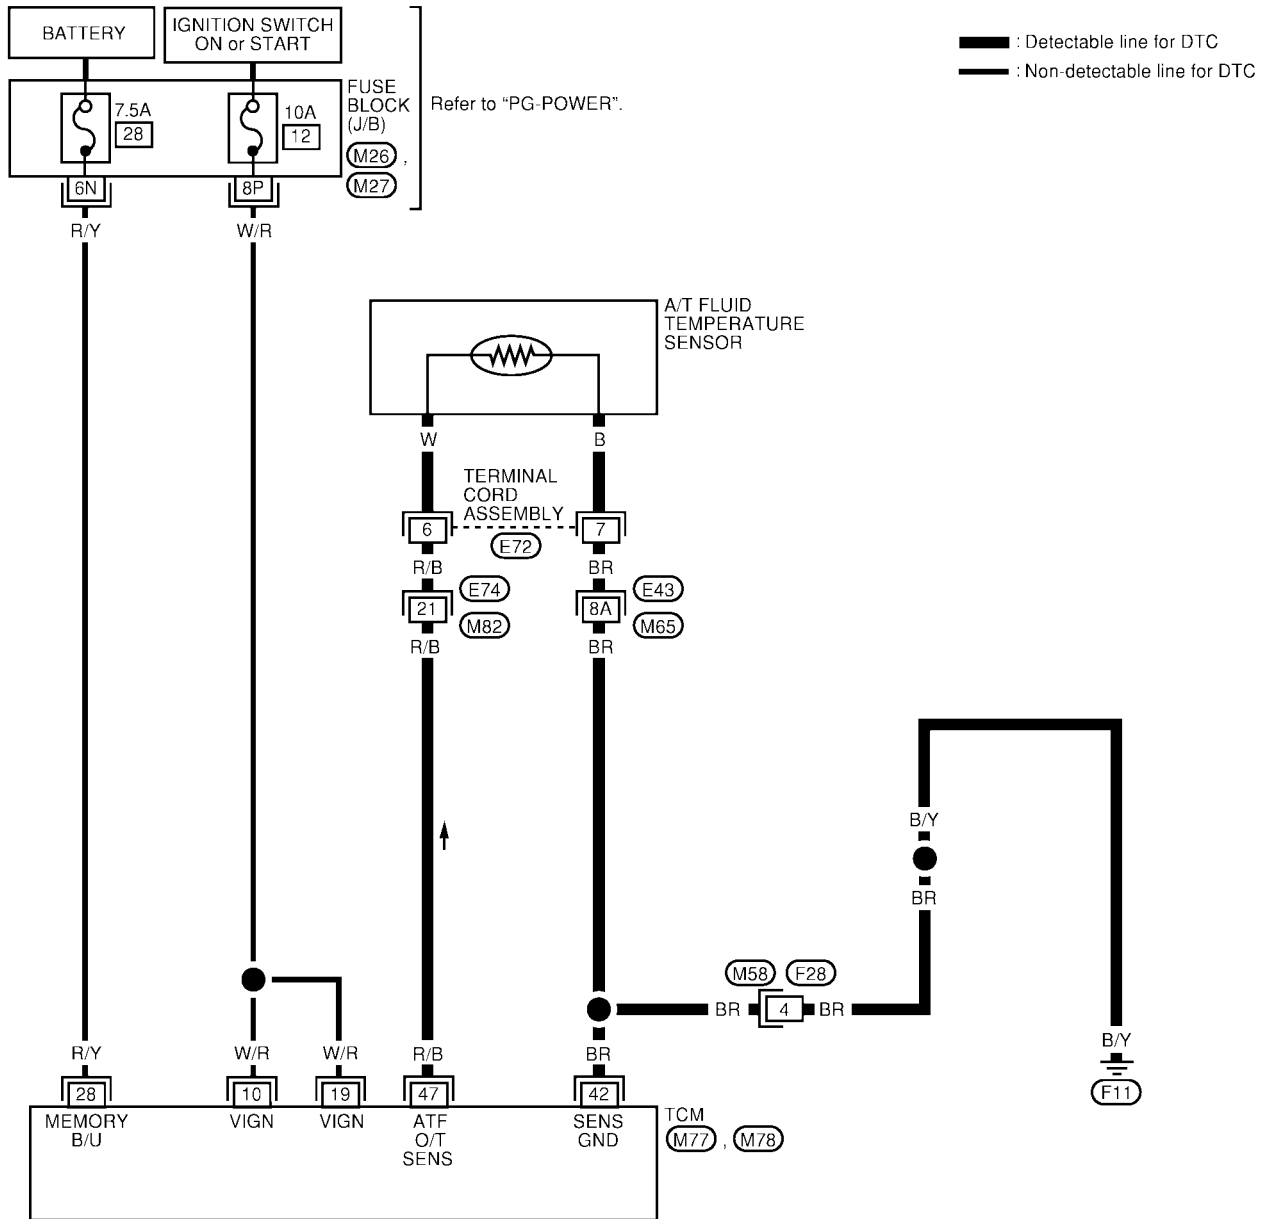 BATTERY
IGNITION SWITCH
ON or START
: Detectable line for DTC
: Non-detectable line for DTC
7.5A
28
10A
12
FUSE
BLOCK
(J/B)
Refer to “PG-POWER”.
M26 ,
M27
6N
8P
R/Y
W/R
A/T FLUID
TEMPERATURE
SENSOR
W
B
TERMINAL
CORD
ASSEMBLY
6
7
E72
R/B
BR
21
E74
M82
8A
E43
M65
R/B
BR
B/Y
BR
M58
F28
BR
4
BR
R/Y
W/R
W/R
R/B
BR
B/Y
F11
28
10
19
47
42
MEMORY
B/U
VIGN
VIGN
ATF
O/T
SENS
SENS
GND
TCM
M77 , M78